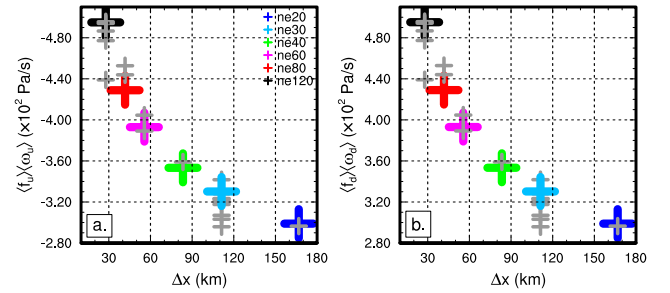 ⟨f_u⟩⟨ω_u⟩ (×10² Pa/s)
-4.80
-4.40
-4.00
-3.60
-3.20
-2.80
ne20
ne30
ne40
ne60
ne80
ne120
a.
30 60 90 120 150 180
Δx (km)
⟨f_d⟩⟨ω_d⟩ (×10² Pa/s)
-4.80
-4.40
-4.00
-3.60
-3.20
-2.80
b.
30 60 90 120 150 180
Δx (km)